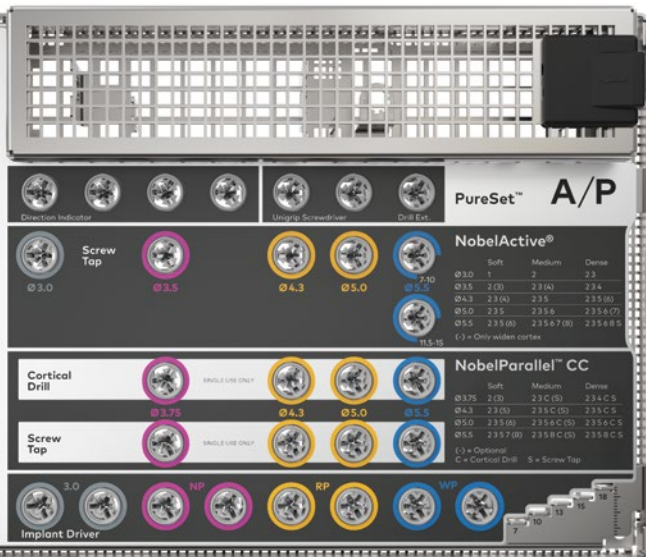 Direction Indicator
Unigrip Screwdriver
Drill Ext.
PureSet™
A/P
Screw
Tap
Ø3.0
Ø3.5
Ø4.3
Ø5.0
Ø5.5
7-10
11.5-15
NobelActive®
Soft Medium Dense
Ø3.0 1 2 2 3
Ø3.5 2 (3) 2 3 (4) 2 3 4
Ø4.3 2 3 (4) 2 3 5 2 3 5 (6)
Ø5.0 2 3 5 2 3 5 6 2 3 5 6 (7)
Ø5.5 2 3 5 (6) 2 3 5 6 7 (8) 2 3 5 6 8 S
(-) = Only widen cortex
Cortical
Drill
SINGLE USE ONLY
Ø3.75
Ø4.3
Ø5.0
Ø5.5
Screw
Tap
SINGLE USE ONLY
NobelParallel™ CC
Soft Medium Dense
Ø3.75 2 (3) 2 3 C (S) 2 3 4 C S
Ø4.3 2 3 (S) 2 3 5 C (S) 2 3 5 C S
Ø5.0 2 3 5 (6) 2 3 5 6 C (S) 2 3 5 6 C S
Ø5.5 2 3 5 7 (8) 2 3 5 8 C (S) 2 3 5 8 C S
(-) = Optional
C = Cortical Drill S = Screw Tap
3.0
NP
RP
WP
Implant Driver
7
10
13
15
18